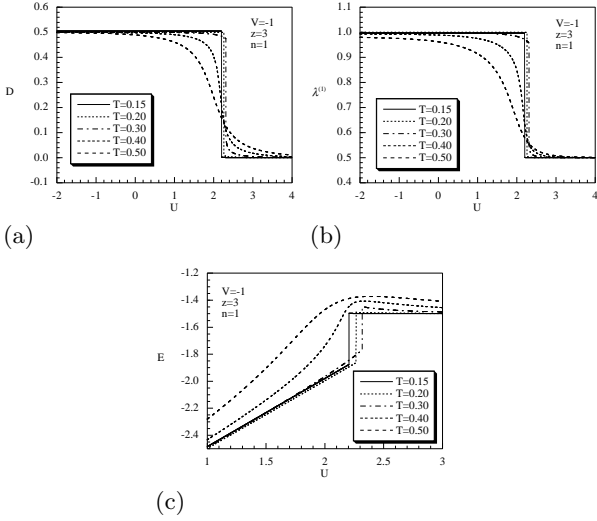 0.6
0.5
0.4
0.3
0.2
0.1
0.0
-0.1
D
-2 -1 0 1 2 3 4
U
V=-1
z=3
n=1
T=0.15
T=0.20
T=0.30
T=0.40
T=0.50
(a)
1.1
1.0
0.9
0.8
0.7
0.6
0.5
0.4
λ(1)
-2 -1 0 1 2 3 4
U
V=-1
z=3
n=1
T=0.15
T=0.20
T=0.30
T=0.40
T=0.50
(b)
-1.2
-1.4
-1.6
-1.8
-2.0
-2.2
-2.4
E
1 1.5 2 2.5 3
U
V=-1
z=3
n=1
T=0.15
T=0.20
T=0.30
T=0.40
T=0.50
(c)